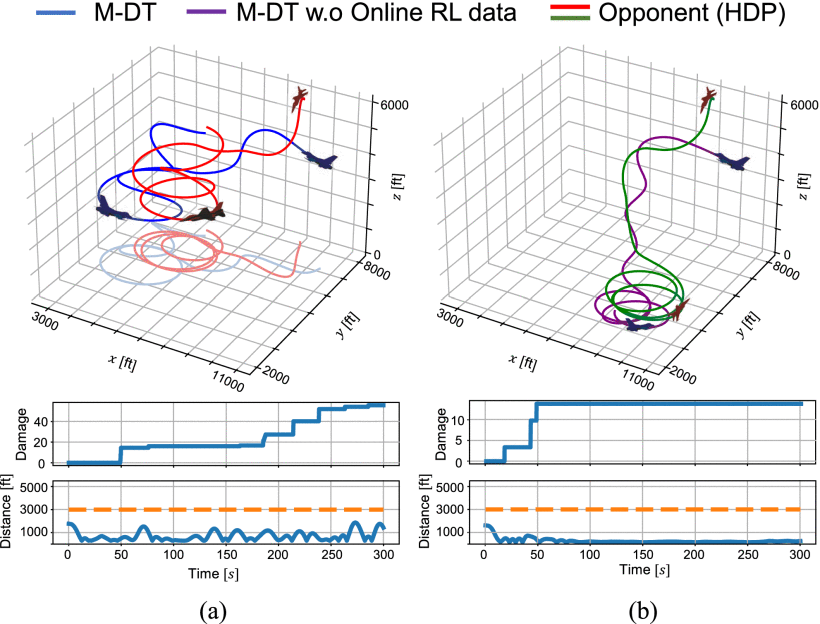 M-DT
M-DT w.o Online RL data
Opponent (HDP)
6000
z [ft]
0
8000
y [ft]
2000
3000
x [ft]
11000
6000
z [ft]
0
8000
y [ft]
2000
3000
x [ft]
11000
Damage
40
20
0
Distance [ft]
5000
3000
1000
0 50 100 150 200 250 300
Time [s]
Damage
10
5
0
Distance [ft]
5000
3000
1000
0 50 100 150 200 250 300
Time [s]
(a)
(b)